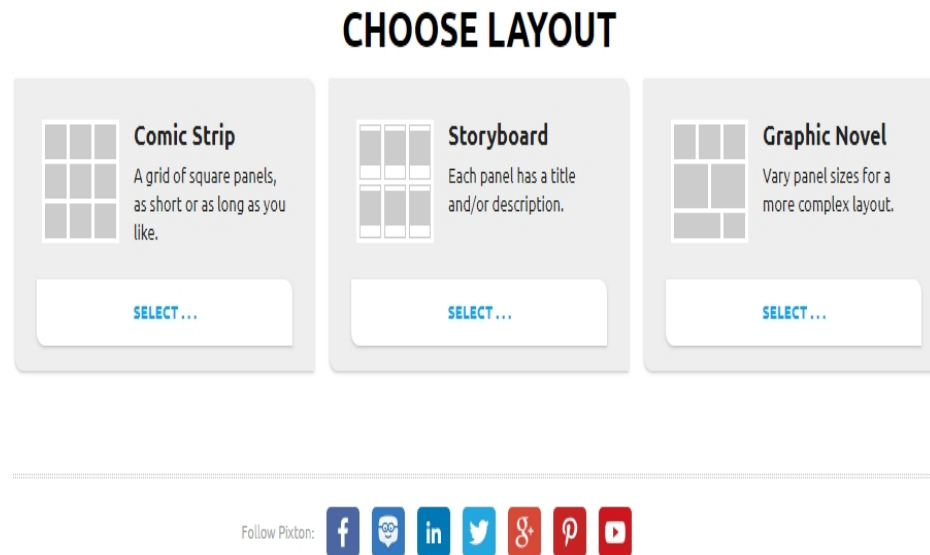 CHOOSE LAYOUT
Comic Strip
A grid of square panels,
as short or as long as you
like.
SELECT . . .
Storyboard
Each panel has a title
and/or description.
SELECT . . .
Graphic Novel
Vary panel sizes for a
more complex layout.
SELECT . . .
Follow Pixton: